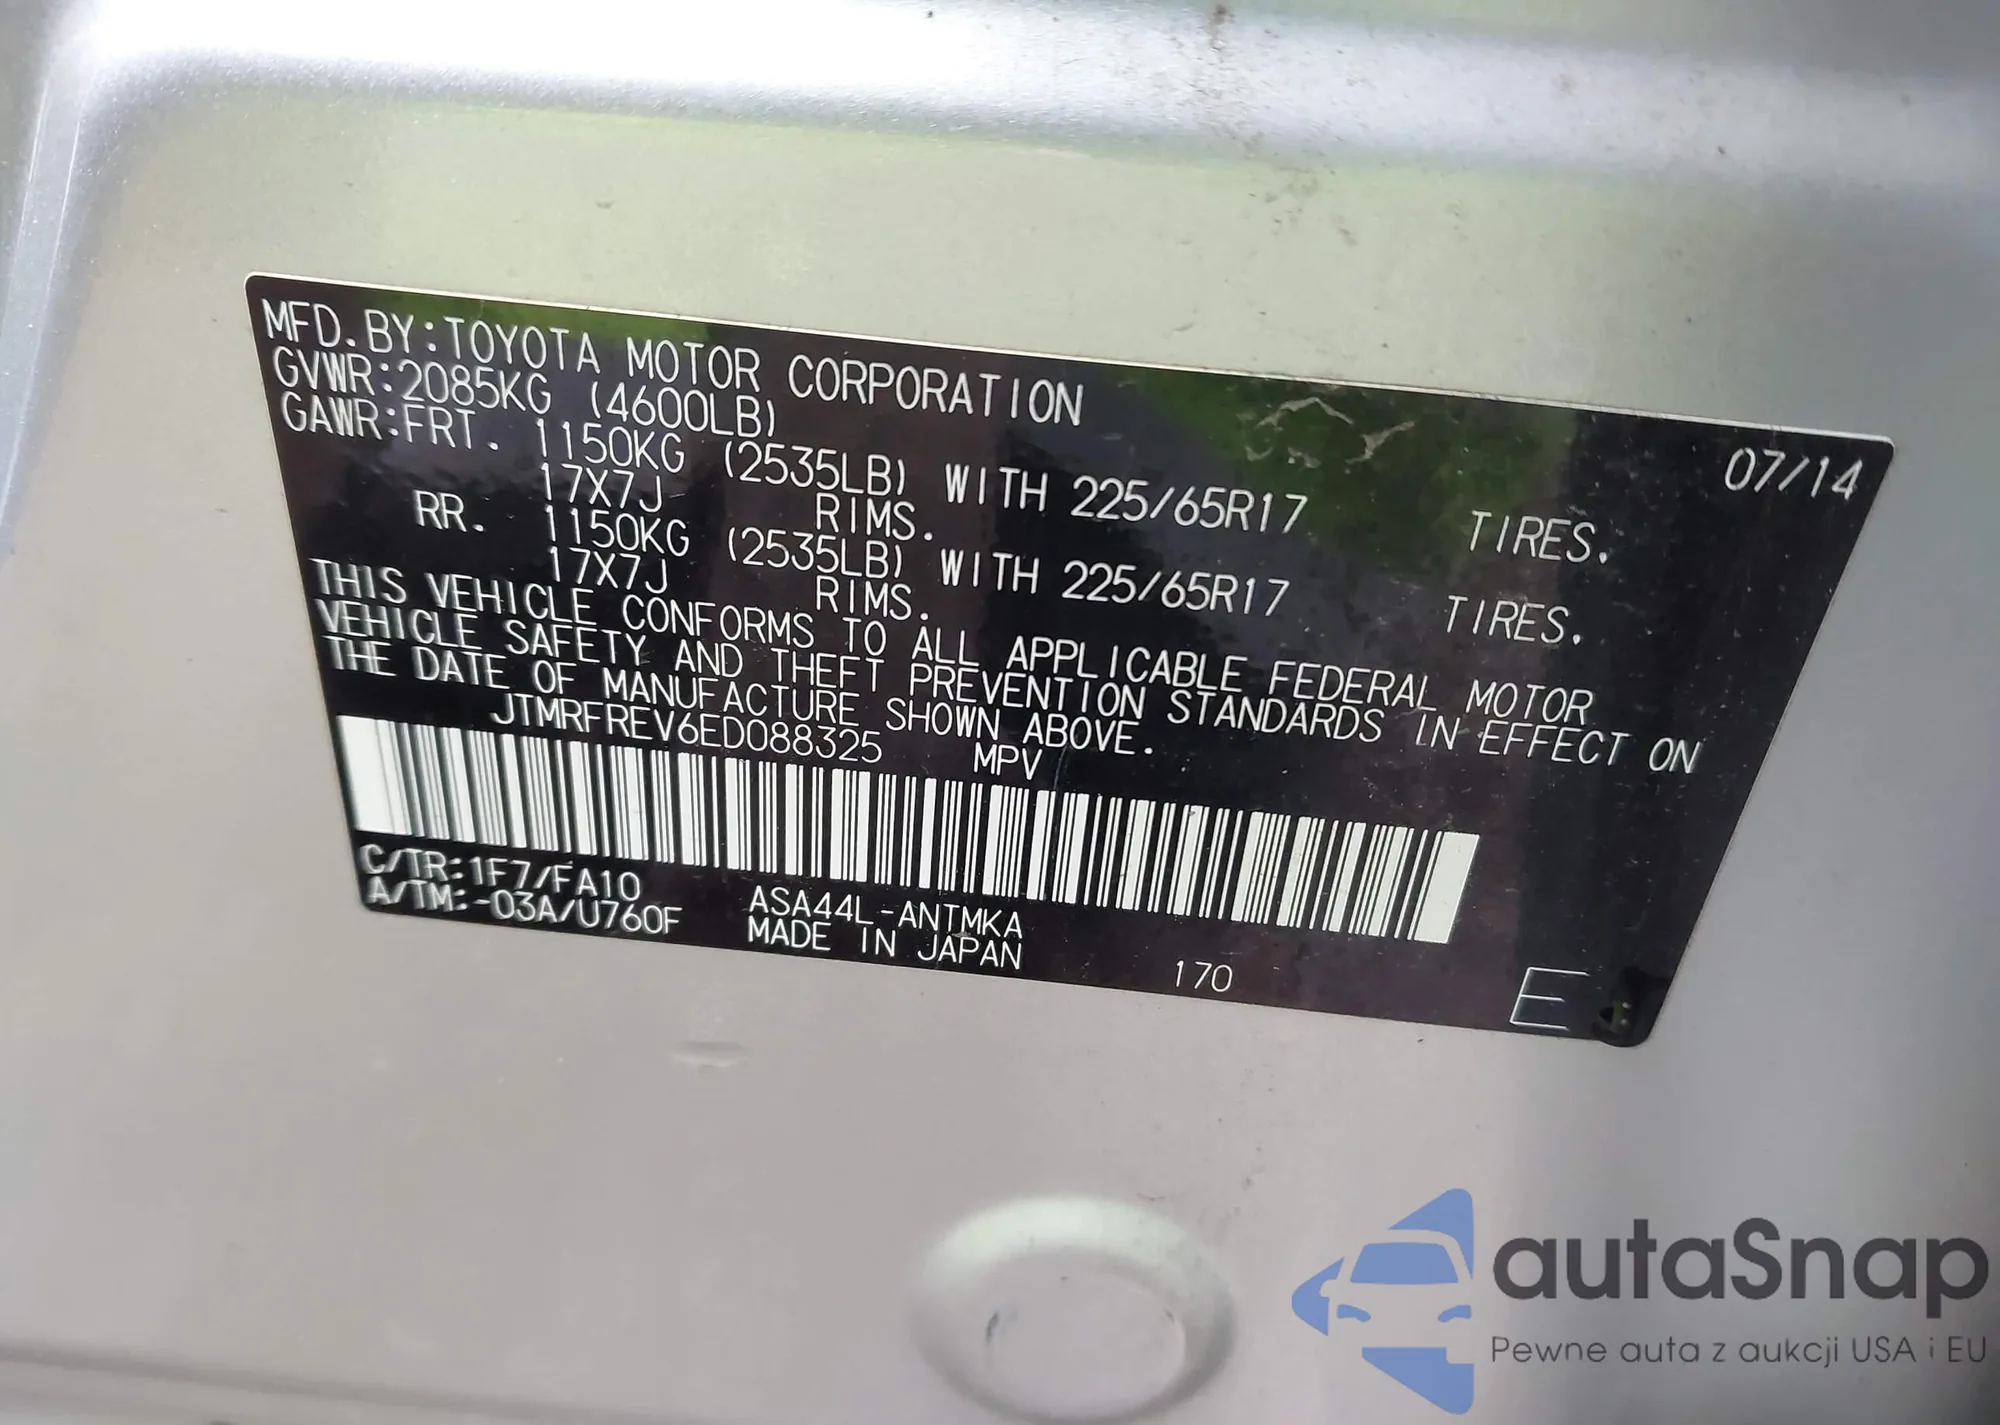 MFD.BY:TOYOTA MOTOR CORPORATION 07/14
GVWR:2085KG (4600LB)
GAWR:FRT. 1150KG (2535LB) WITH 225/65R17 TIRES.
17X7J RIMS.
RR. 1150KG (2535LB) WITH 225/65R17 TIRES.
17X7J RIMS.
THIS VEHICLE CONFORMS TO ALL APPLICABLE FEDERAL MOTOR
VEHICLE SAFETY AND THEFT PREVENTION STANDARDS IN EFFECT ON
THE DATE OF MANUFACTURE SHOWN ABOVE.
JTMRFREV6ED088325 MPV
C/TR:1F7/FA10 ASA44L-ANTMKA
A/TM:-03A/U760F MADE IN JAPAN 170 E
autaSnap
Pewne auta z aukcji USA i EU